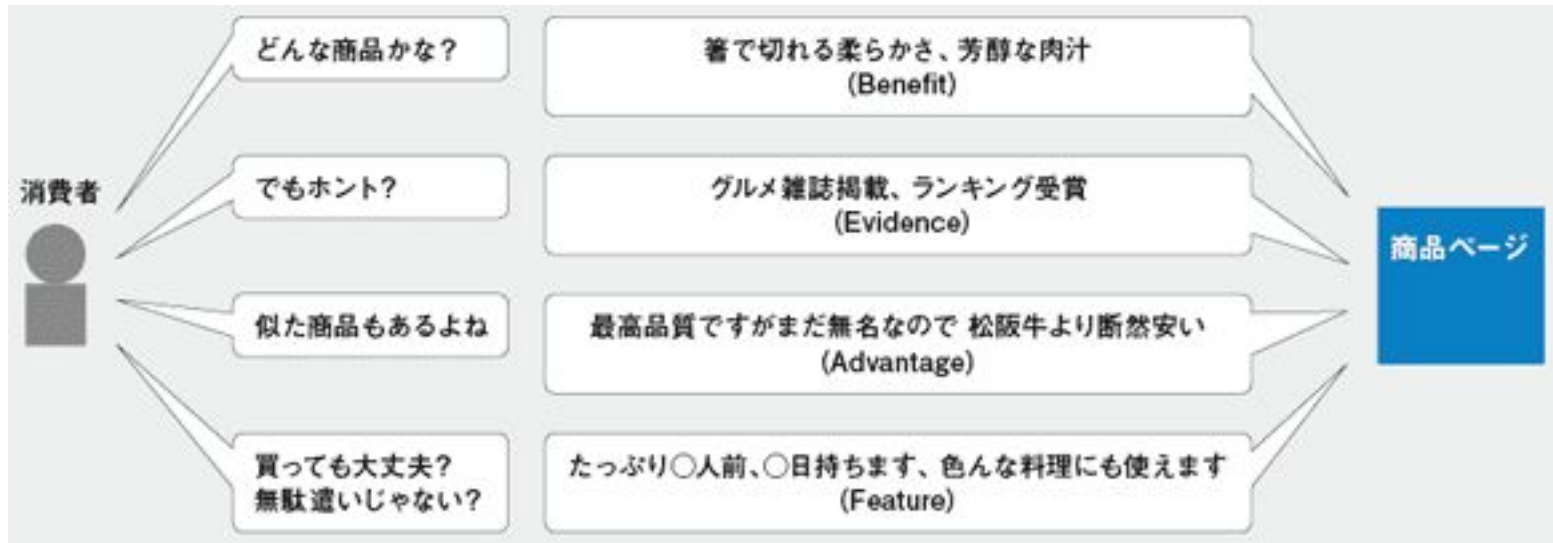 どんな商品かな？
箸で切れる柔らかさ、芳醇な肉汁
(Benefit)
消費者
でもホント？
グルメ雑誌掲載、ランキング受賞
(Evidence)
商品ページ
似た商品もあるよね
最高品質ですがまだ無名なので 松阪牛より断然安い
(Advantage)
買っても大丈夫？
無駄遣いじゃない？
たっぷり○人前、○日持ちます、色んな料理にも使えます
(Feature)